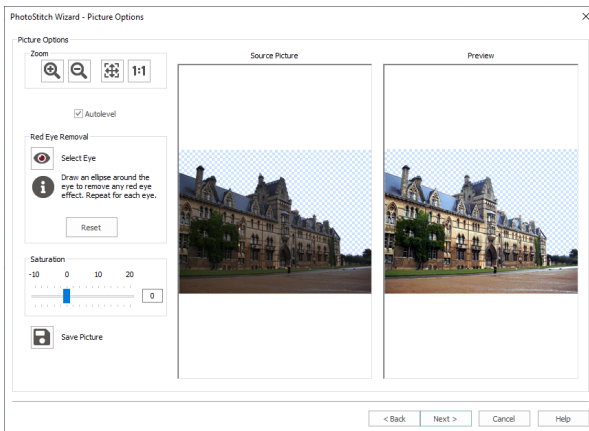 PhotoStitch Wizard - Picture Options
Picture Options
Zoom
1:1
Autolevel
Red Eye Removal
Select Eye
Draw an ellipse around the
eye to remove any red eye
effect. Repeat for each eye.
Reset
Saturation
-10 0 10 20
0
Save Picture
Source Picture
Preview
< Back Next > Cancel Help